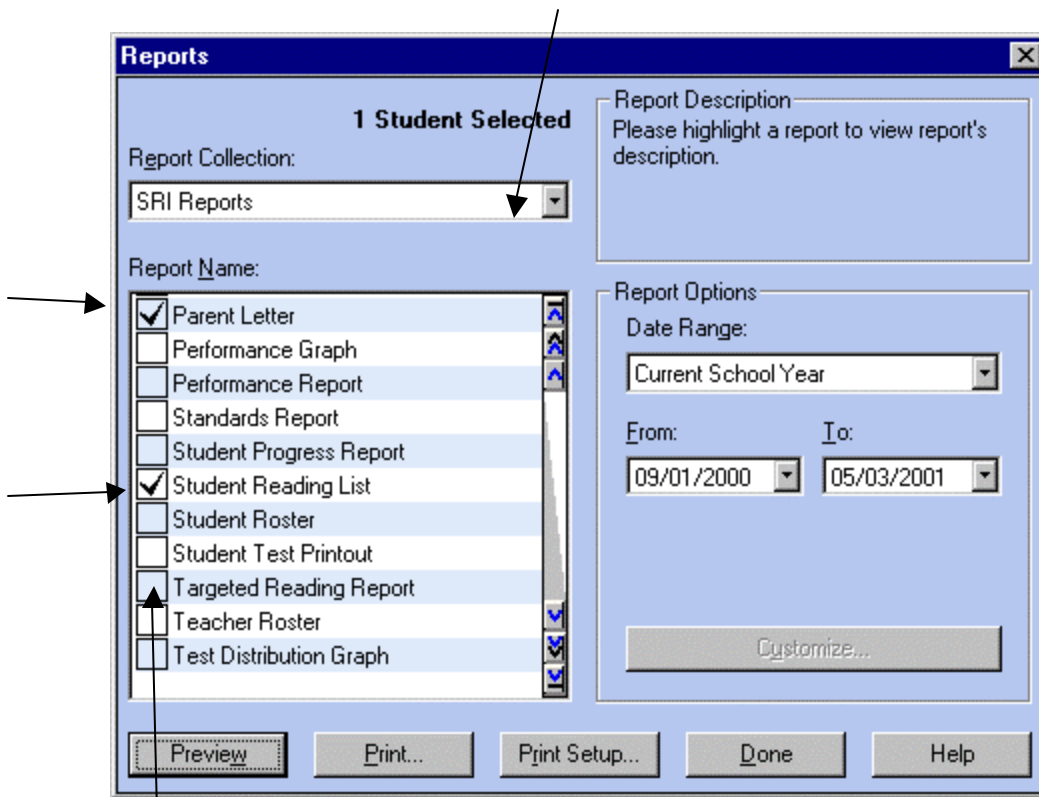 Reports
1 Student Selected
Report Collection:
SRI Reports
Report Name:
Parent Letter
Performance Graph
Performance Report
Standards Report
Student Progress Report
Student Reading List
Student Roster
Student Test Printout
Targeted Reading Report
Teacher Roster
Test Distribution Graph
Report Description
Please highlight a report to view report's
description.
Report Options
Date Range:
Current School Year
From: To:
09/01/2000 05/03/2001
Customize...
Preview Print... Print Setup... Done Help